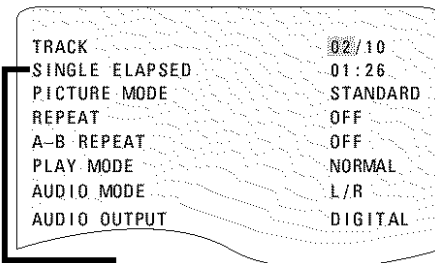 TRACK 02/10
SINGLE ELAPSED 01:26
PICTURE MODE STANDARD
REPEAT OFF
A–B REPEAT OFF
PLAY MODE NORMAL
AUDIO MODE L/R
AUDIO OUTPUT DIGITAL